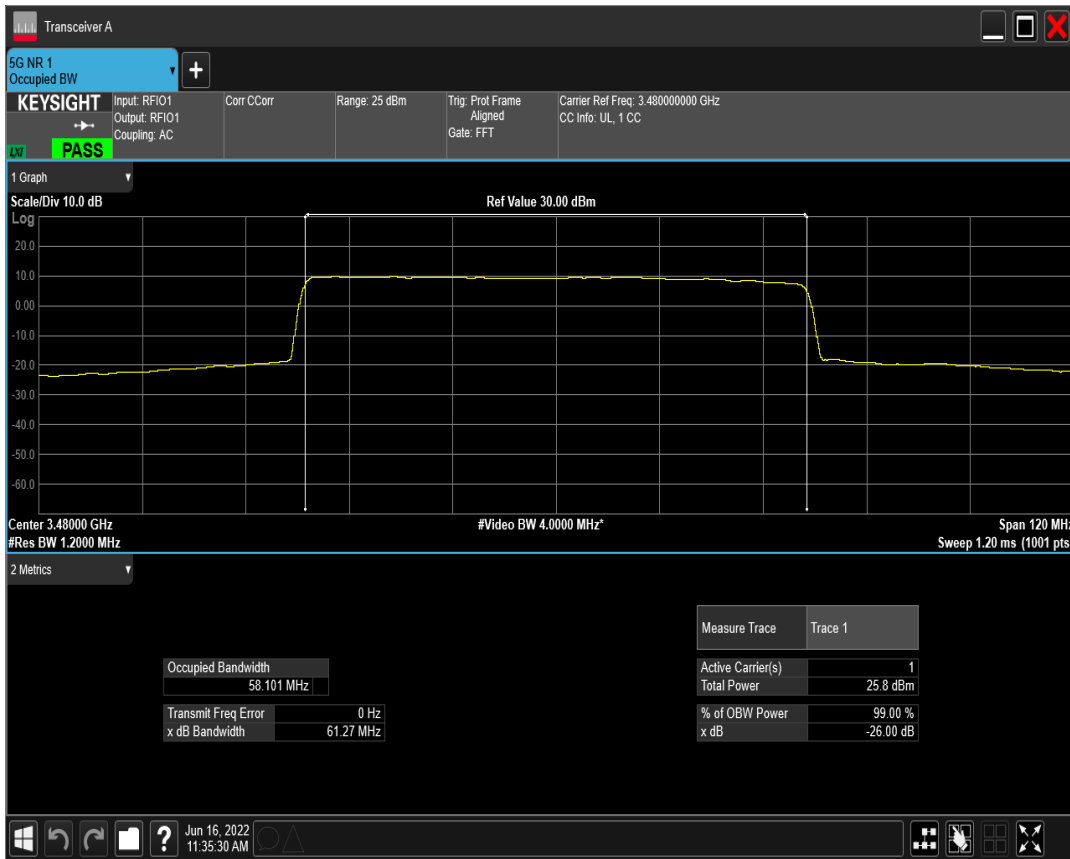 Transceiver A
5G NR 1
Occupied BW
+
KEYSIGHT
LXI
PASS
Input: RFIO1
Output: RFIO1
Coupling: AC
Corr CCorr
Range: 25 dBm
Trig: Prot Frame
Aligned
Gate: FFT
Carrier Ref Freq: 3.480000000 GHz
CC Info: UL, 1 CC
1 Graph
Scale/Div 10.0 dB
Ref Value 30.00 dBm
Log
20.0
10.0
0.00
-10.0
-20.0
-30.0
-40.0
-50.0
-60.0
Center 3.48000 GHz
#Video BW 4.0000 MHz*
Span 120 MHz
#Res BW 1.2000 MHz
Sweep 1.20 ms (1001 pts
2 Metrics
Measure Trace Trace 1
Occupied Bandwidth
58.101 MHz
Active Carrier(s) 1
Total Power 25.8 dBm
Transmit Freq Error 0 Hz
x dB Bandwidth 61.27 MHz
% of OBW Power 99.00 %
x dB -26.00 dB
?
Jun 16, 2022
11:35:30 AM